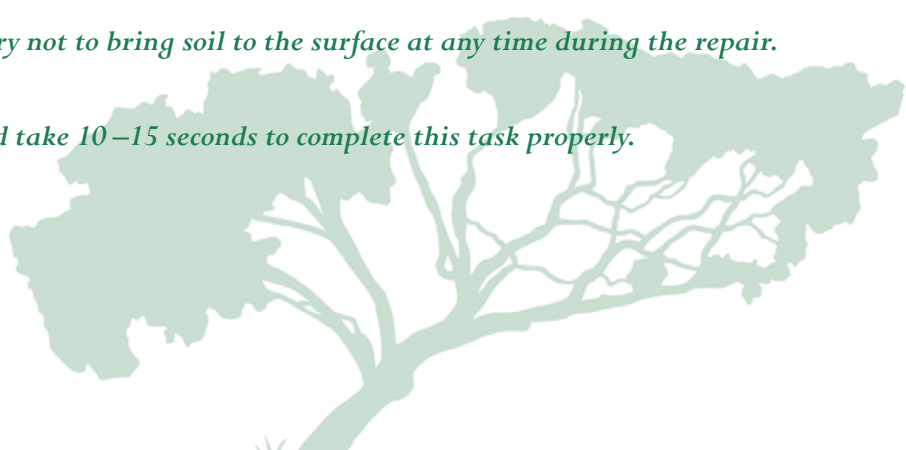 ry not to bring soil to the surface at any time during the repair.
d take 10–15 seconds to complete this task properly.